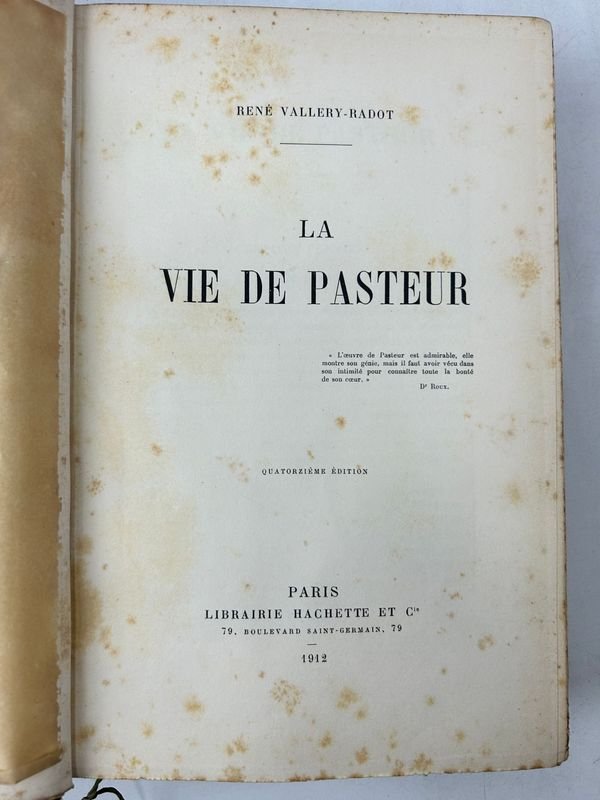 RENÉ VALLERY-RADOT
LA
VIE DE PASTEUR
« L'œuvre de Pasteur est admirable, elle
montre son génie, mais il faut avoir vécu dans
son intimité pour connaître toute la bonté
de son cœur. »
Dr Roux.
QUATORZIÈME ÉDITION
PARIS
LIBRAIRIE HACHETTE ET Cie
79, BOULEVARD SAINT-GERMAIN, 79
1912